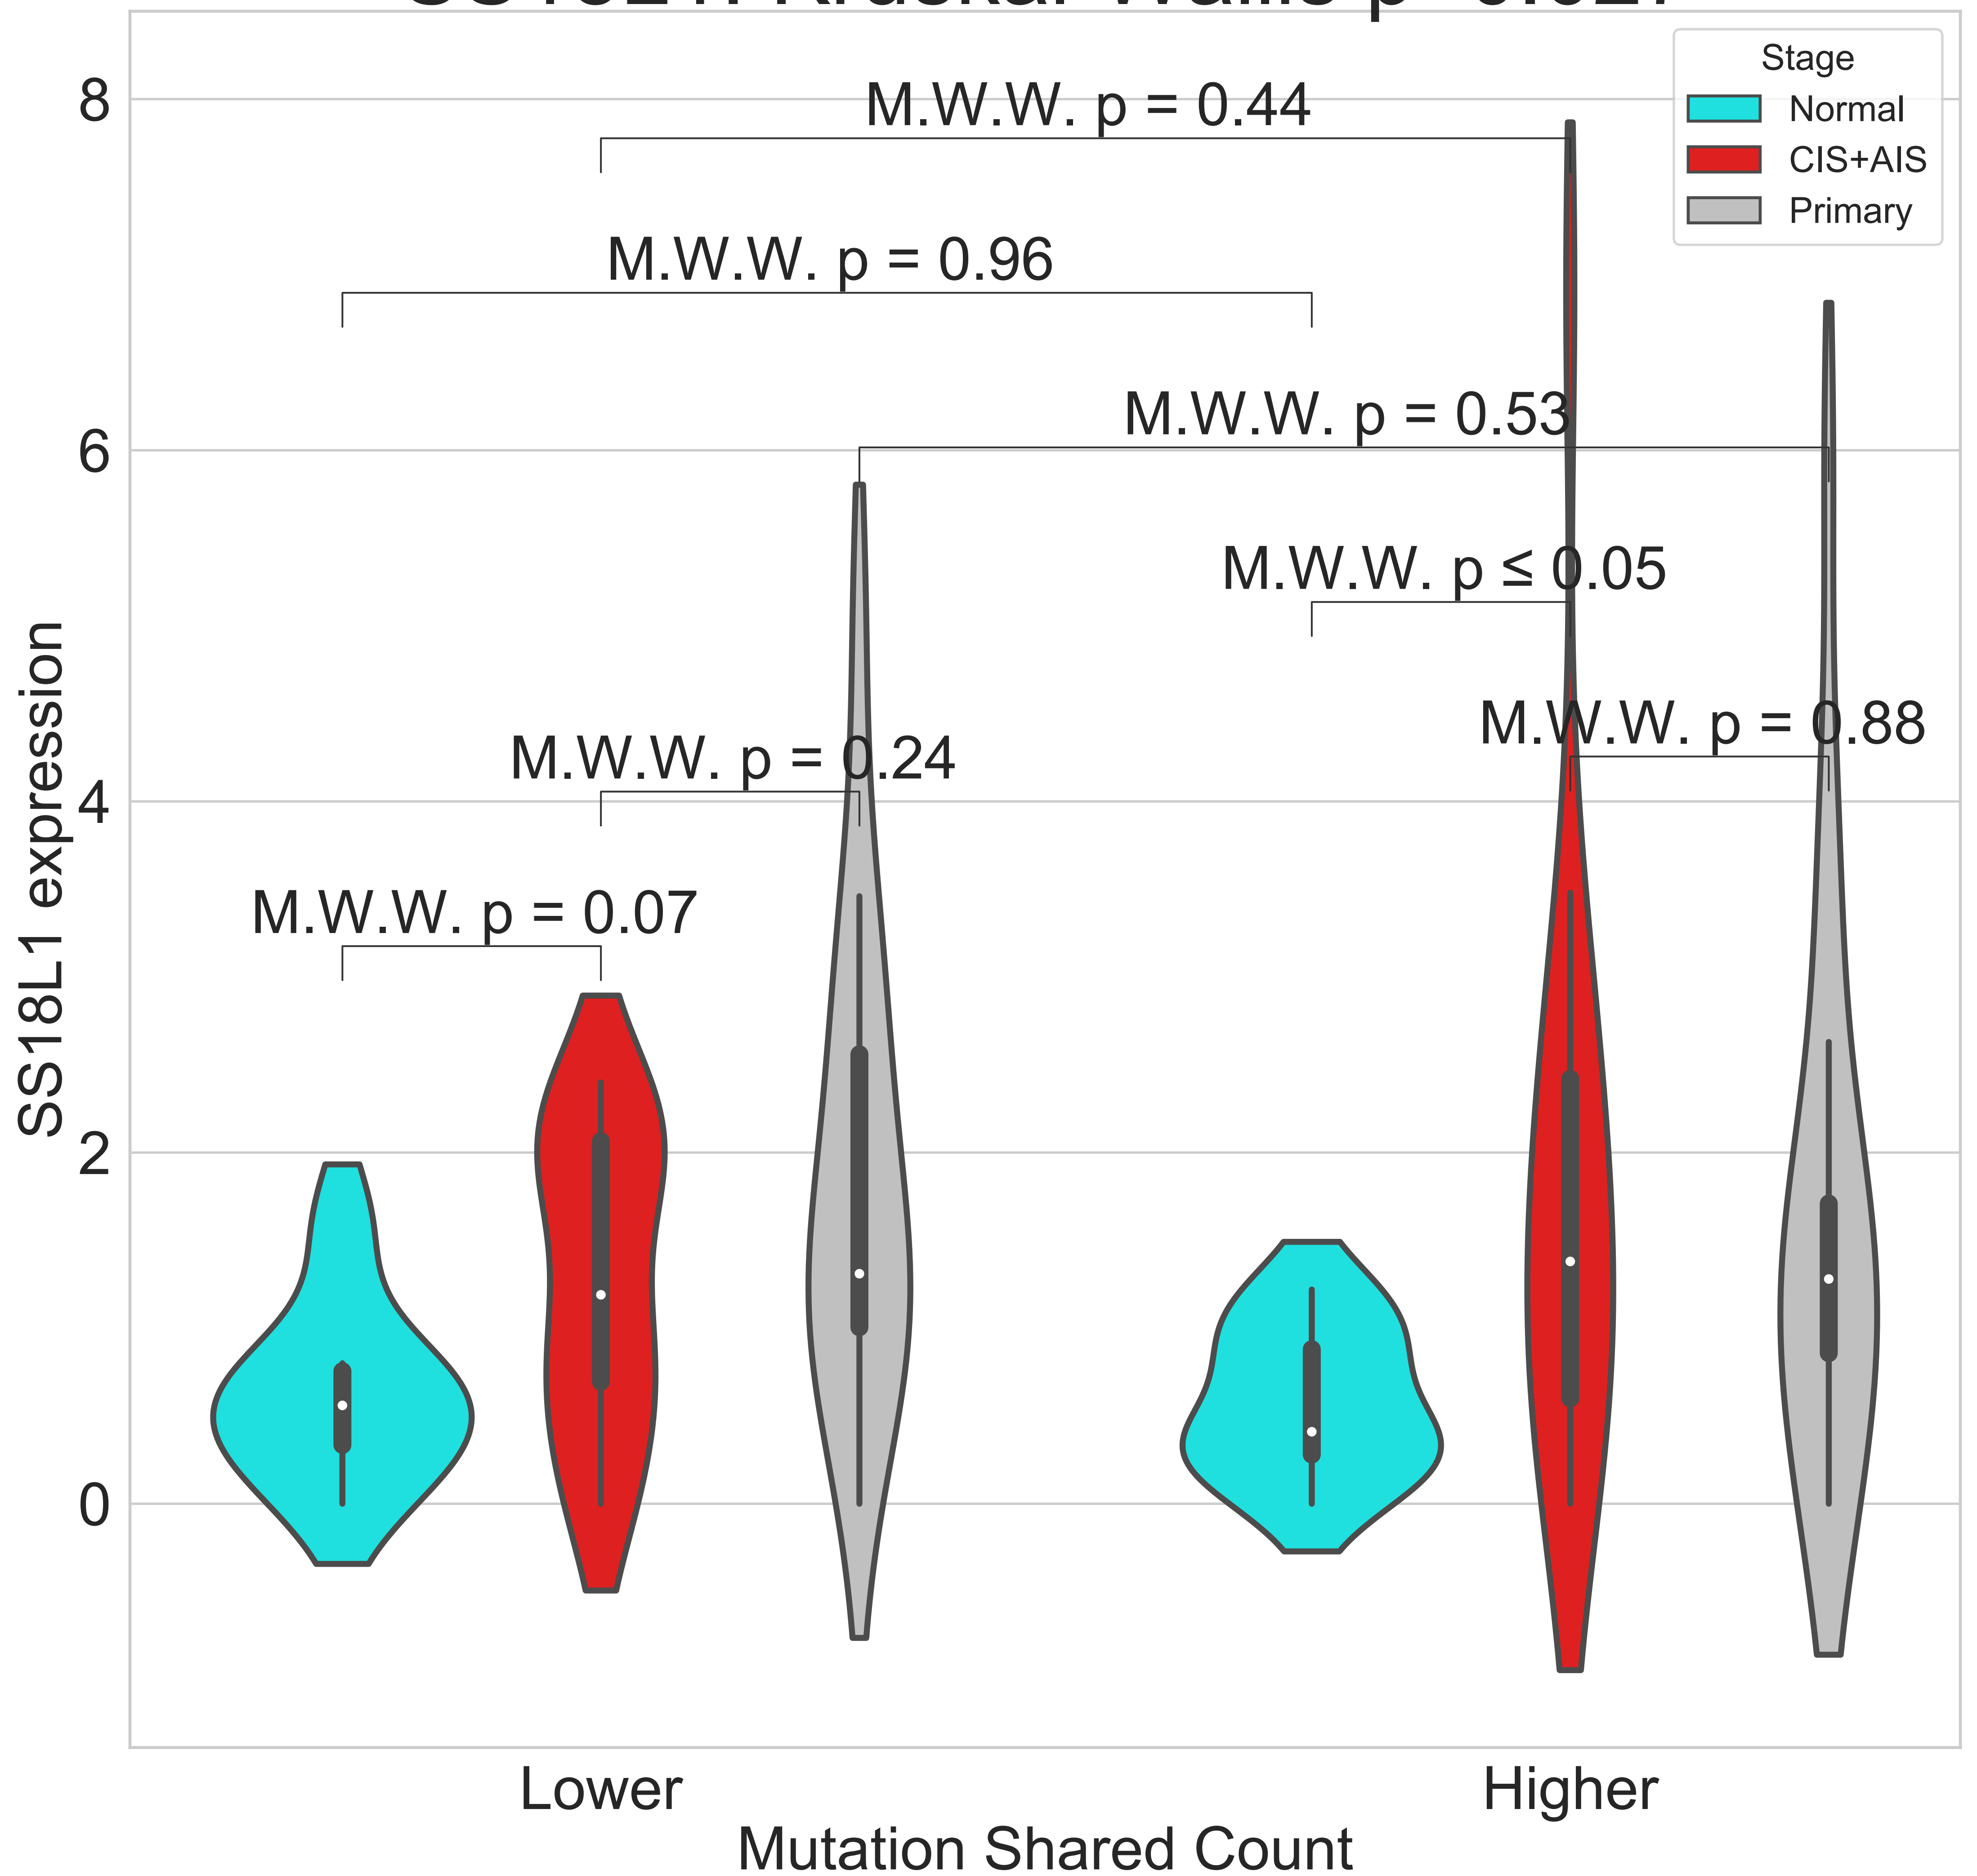 Stage
Normal
CIS+AIS
Primary
M.W.W. p = 0.44
M.W.W. p = 0.96
M.W.W. p = 0.53
M.W.W. p ≤ 0.05
M.W.W. p = 0.88
M.W.W. p = 0.24
M.W.W. p = 0.07
8
6
4
2
0
SS18L1 expression
Lower
Higher
Mutation Shared Count